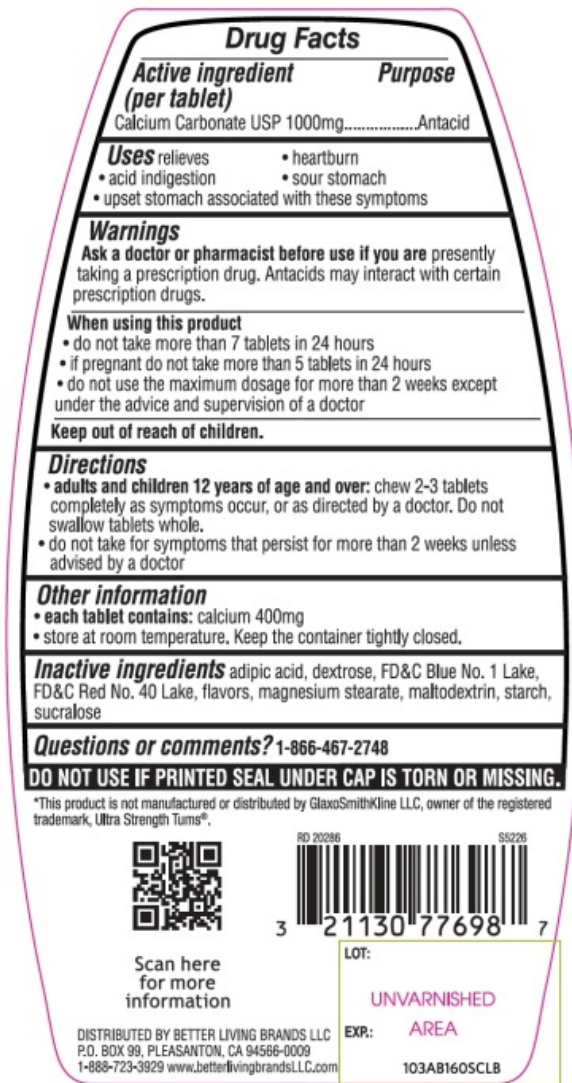 Drug Facts
Active ingredient Purpose
(per tablet)
Calcium Carbonate USP 1000mg..................Antacid
Uses relieves • heartburn
• acid indigestion • sour stomach
• upset stomach associated with these symptoms
Warnings
Ask a doctor or pharmacist before use if you are presently
taking a prescription drug. Antacids may interact with certain
prescription drugs.
When using this product
• do not take more than 7 tablets in 24 hours
• if pregnant do not take more than 5 tablets in 24 hours
• do not use the maximum dosage for more than 2 weeks except
under the advice and supervision of a doctor
Keep out of reach of children.
Directions
• adults and children 12 years of age and over: chew 2-3 tablets
completely as symptoms occur, or as directed by a doctor. Do not
swallow tablets whole.
• do not take for symptoms that persist for more than 2 weeks unless
advised by a doctor
Other information
• each tablet contains: calcium 400mg
• store at room temperature. Keep the container tightly closed.
Inactive ingredients adipic acid, dextrose, FD&C Blue No. 1 Lake,
FD&C Red No. 40 Lake, flavors, magnesium stearate, maltodextrin, starch,
sucralose
Questions or comments? 1-866-467-2748
DO NOT USE IF PRINTED SEAL UNDER CAP IS TORN OR MISSING.
*This product is not manufactured or distributed by GlaxoSmithKline LLC, owner of the registered
trademark, Ultra Strength Tums®.
RD 20286 S5226
3 21130 77698 7
Scan here
for more
information
LOT:
UNVARNISHED
EXP.: AREA
103AB160SCLB
DISTRIBUTED BY BETTER LIVING BRANDS LLC
P.O. BOX 99, PLEASANTON, CA 94566-0009
1-888-723-3929 www.betterlivingbrandsLLC.com